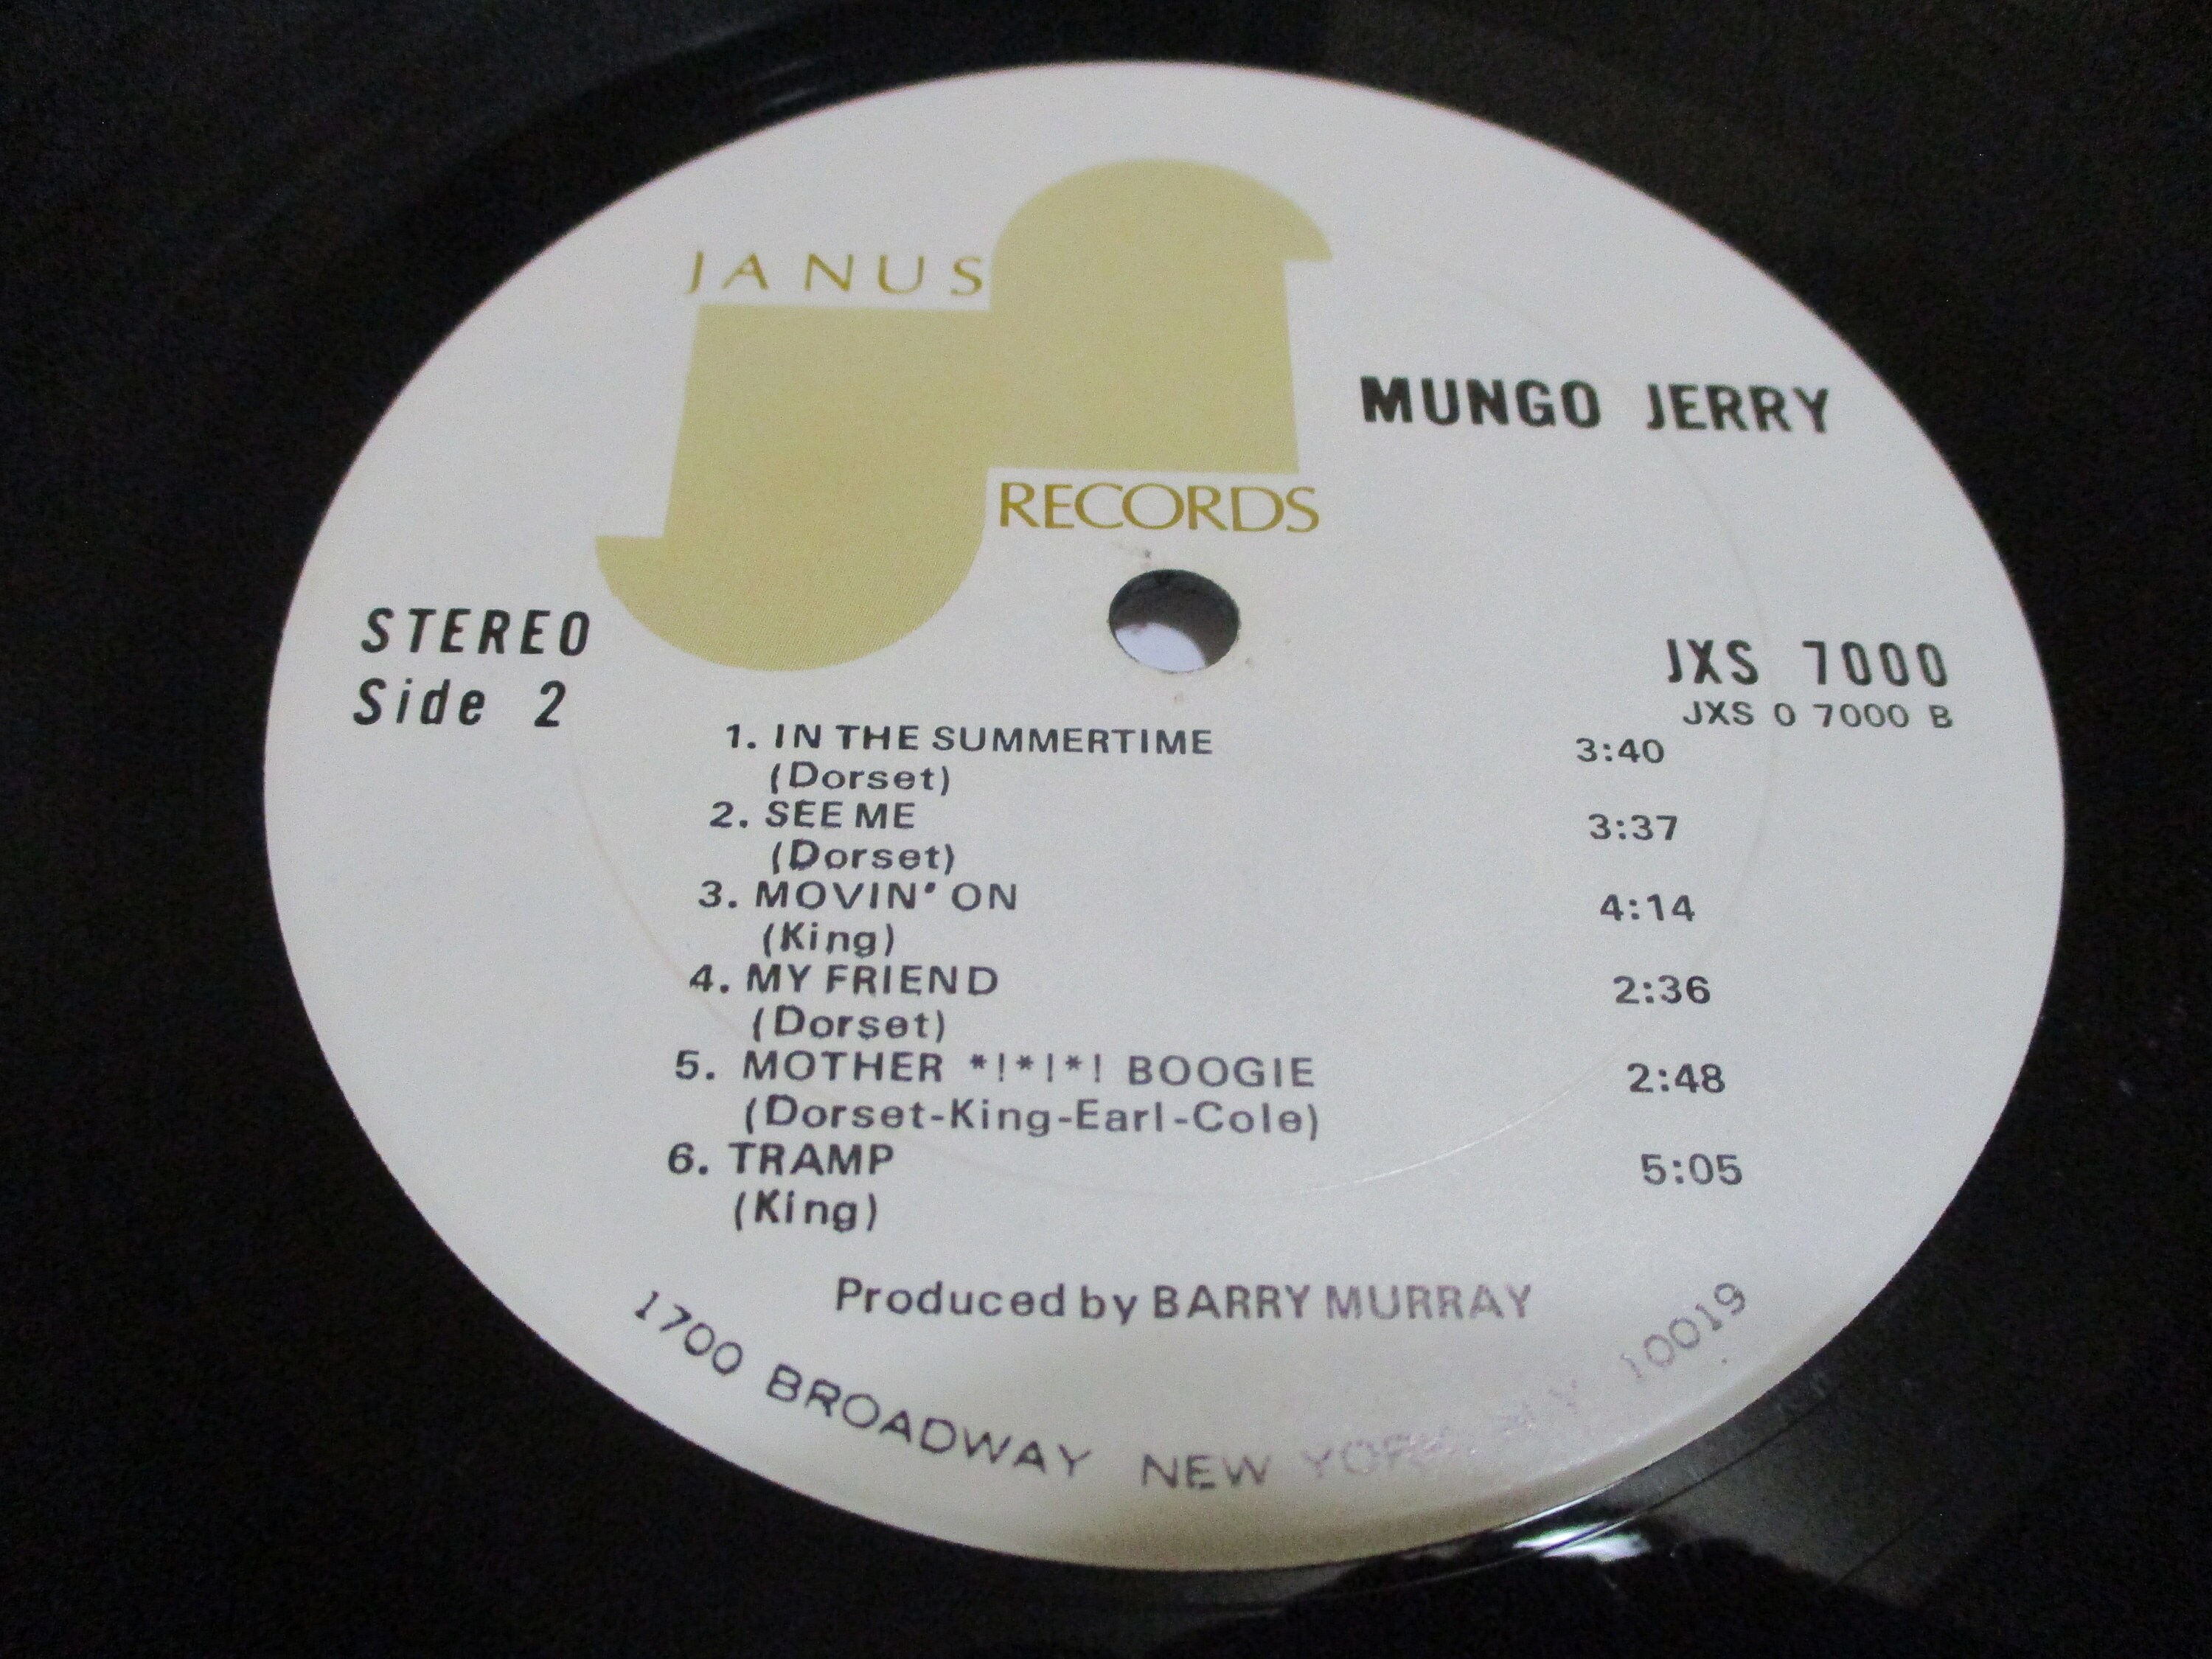 JANUS
RECORDS
MUNGO JERRY
STEREO
Side 2
JXS 7000
JXS 0 7000 B
1. IN THE SUMMERTIME 3:40
(Dorset)
2. SEE ME 3:37
(Dorset)
3. MOVIN' ON 4:14
(King)
4. MY FRIEND 2:36
(Dorset)
5. MOTHER *!*!*! BOOGIE 2:48
(Dorset-King-Earl-Cole)
6. TRAMP 5:05
(King)
Produced by BARRY MURRAY
1700 BROADWAY NEW YORK, N Y 10019